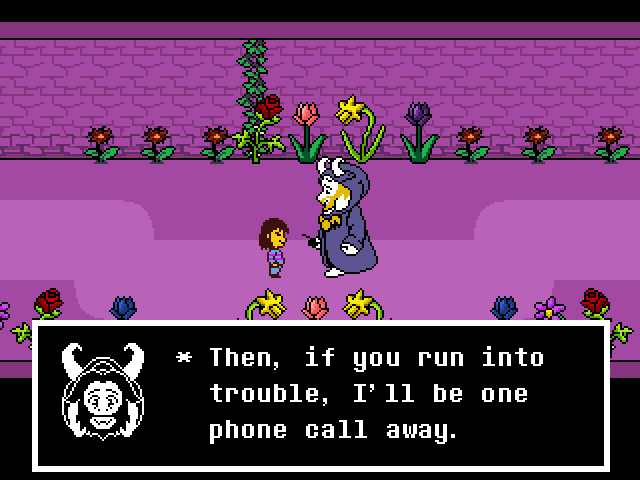 * Then, if you run into
trouble, I'll be one
phone call away.